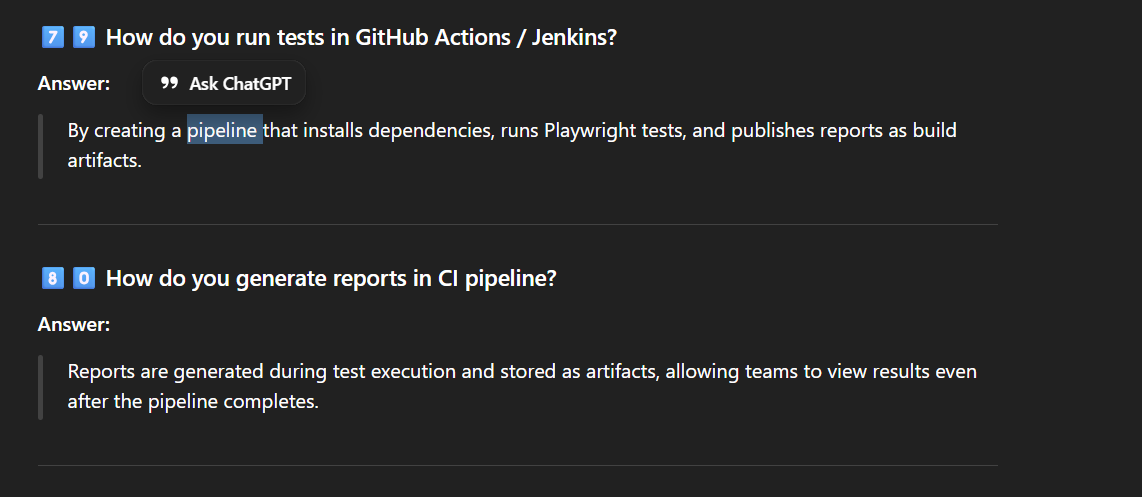 7️⃣ 9️⃣ How do you run tests in GitHub Actions / Jenkins?
Answer:
Ask ChatGPT
By creating a pipeline that installs dependencies, runs Playwright tests, and publishes reports as build
artifacts.
8️⃣ 0️⃣ How do you generate reports in CI pipeline?
Answer:
Reports are generated during test execution and stored as artifacts, allowing teams to view results even
after the pipeline completes.